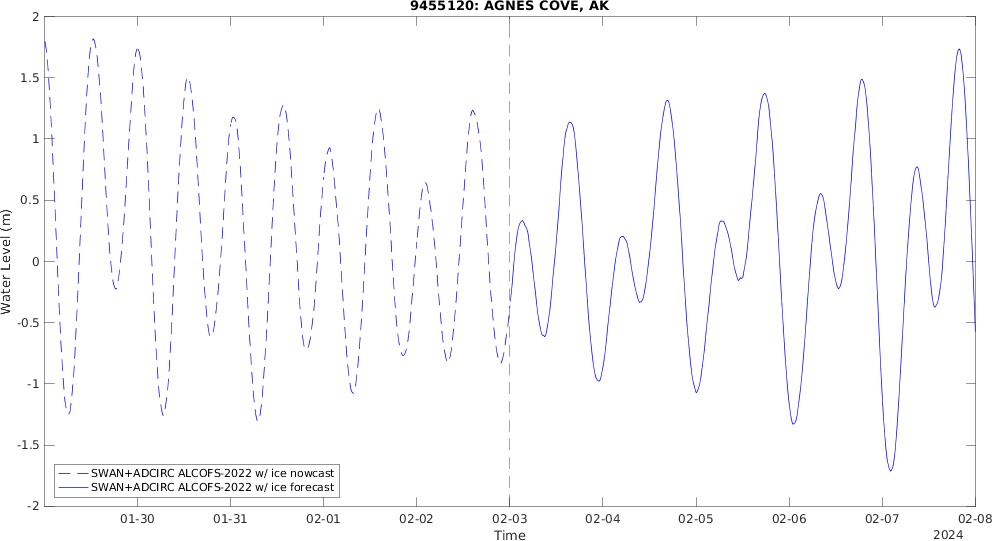 9455120: AGNES COVE, AK
2
1.5
1
0.5
0
-0.5
-1
-1.5
-2
Water Level (m)
SWAN+ADCIRC ALCOFS-2022 w/ ice nowcast
SWAN+ADCIRC ALCOFS-2022 w/ ice forecast
01-30 01-31 02-01 02-02 02-03 02-04 02-05 02-06 02-07 02-08
Time
2024